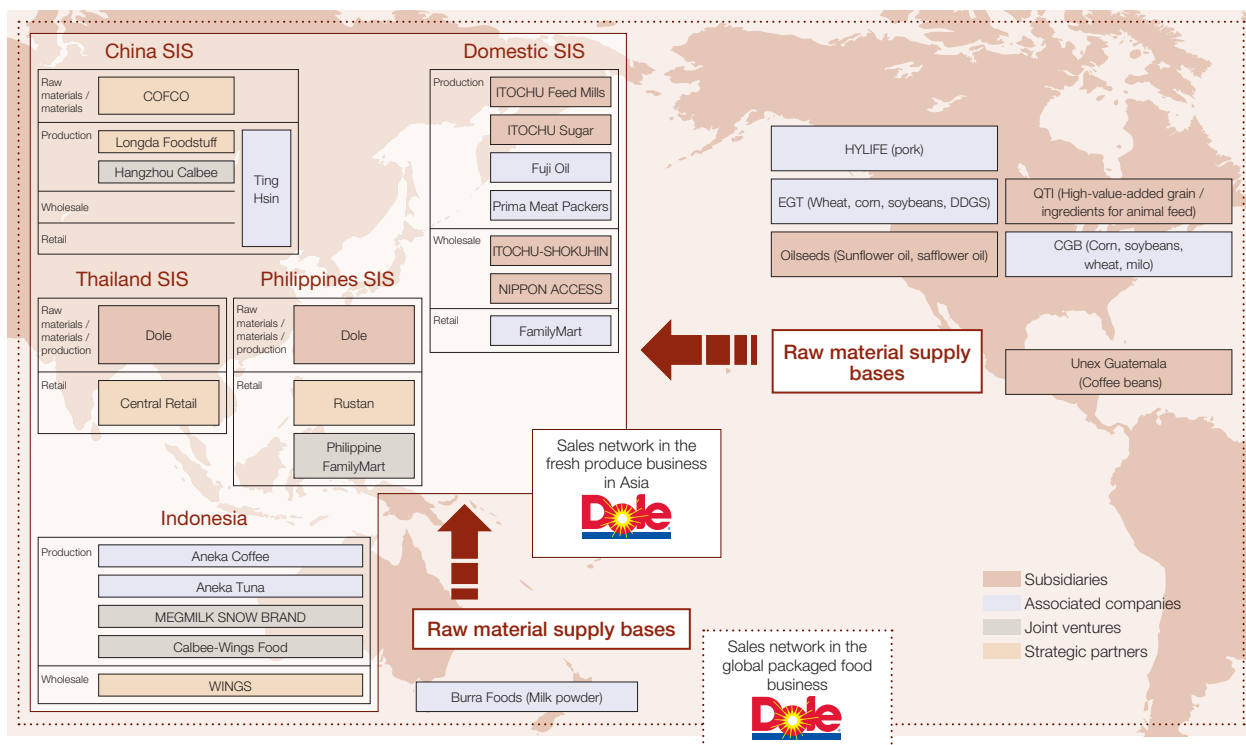 China SIS
Raw
materials /
materials
COFCO
Production
Longda Foodstuff
Hangzhou Calbee
Ting
Hsin
Wholesale
Retail
Domestic SIS
Production
ITOCHU Feed Mills
ITOCHU Sugar
Fuji Oil
Prima Meat Packers
Wholesale
ITOCHU-SHOKUHIN
NIPPON ACCESS
Retail
FamilyMart
Thailand SIS
Raw
materials /
materials /
production
Dole
Retail
Central Retail
Philippines SIS
Raw
materials /
materials /
production
Dole
Retail
Rustan
Philippine
FamilyMart
Indonesia
Production
Aneka Coffee
Aneka Tuna
MEGMILK SNOW BRAND
Calbee-Wings Food
Wholesale
WINGS
HYLIFE (pork)
EGT (Wheat, corn, soybeans, DDGS)
QTI (High-value-added grain /
ingredients for animal feed)
Oilseeds (Sunflower oil, safflower oil)
CGB (Corn, soybeans,
wheat, milo)
Raw material supply
bases
Unex Guatemala
(Coffee beans)
Sales network in the
fresh produce business
in Asia
Dole
Raw material supply bases
Burra Foods (Milk powder)
Sales network in the
global packaged food
business
Dole
Subsidiaries
Associated companies
Joint ventures
Strategic partners